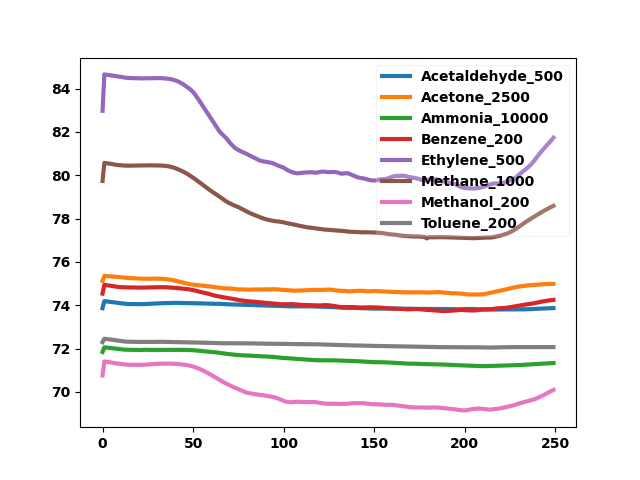 84
82
80
78
76
74
72
70
0 50 100 150 200 250
Acetaldehyde_500
Acetone_2500
Ammonia_10000
Benzene_200
Ethylene_500
Methane_1000
Methanol_200
Toluene_200